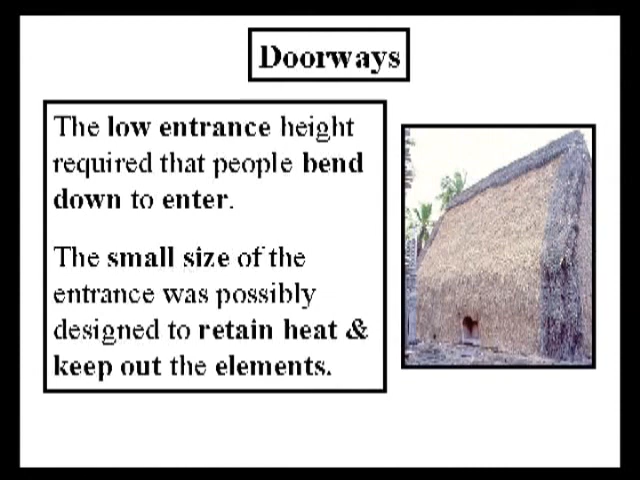 Doorways
The low entrance height
required that people bend
down to enter.
The small size of the
entrance was possibly
designed to retain heat &
keep out the elements.